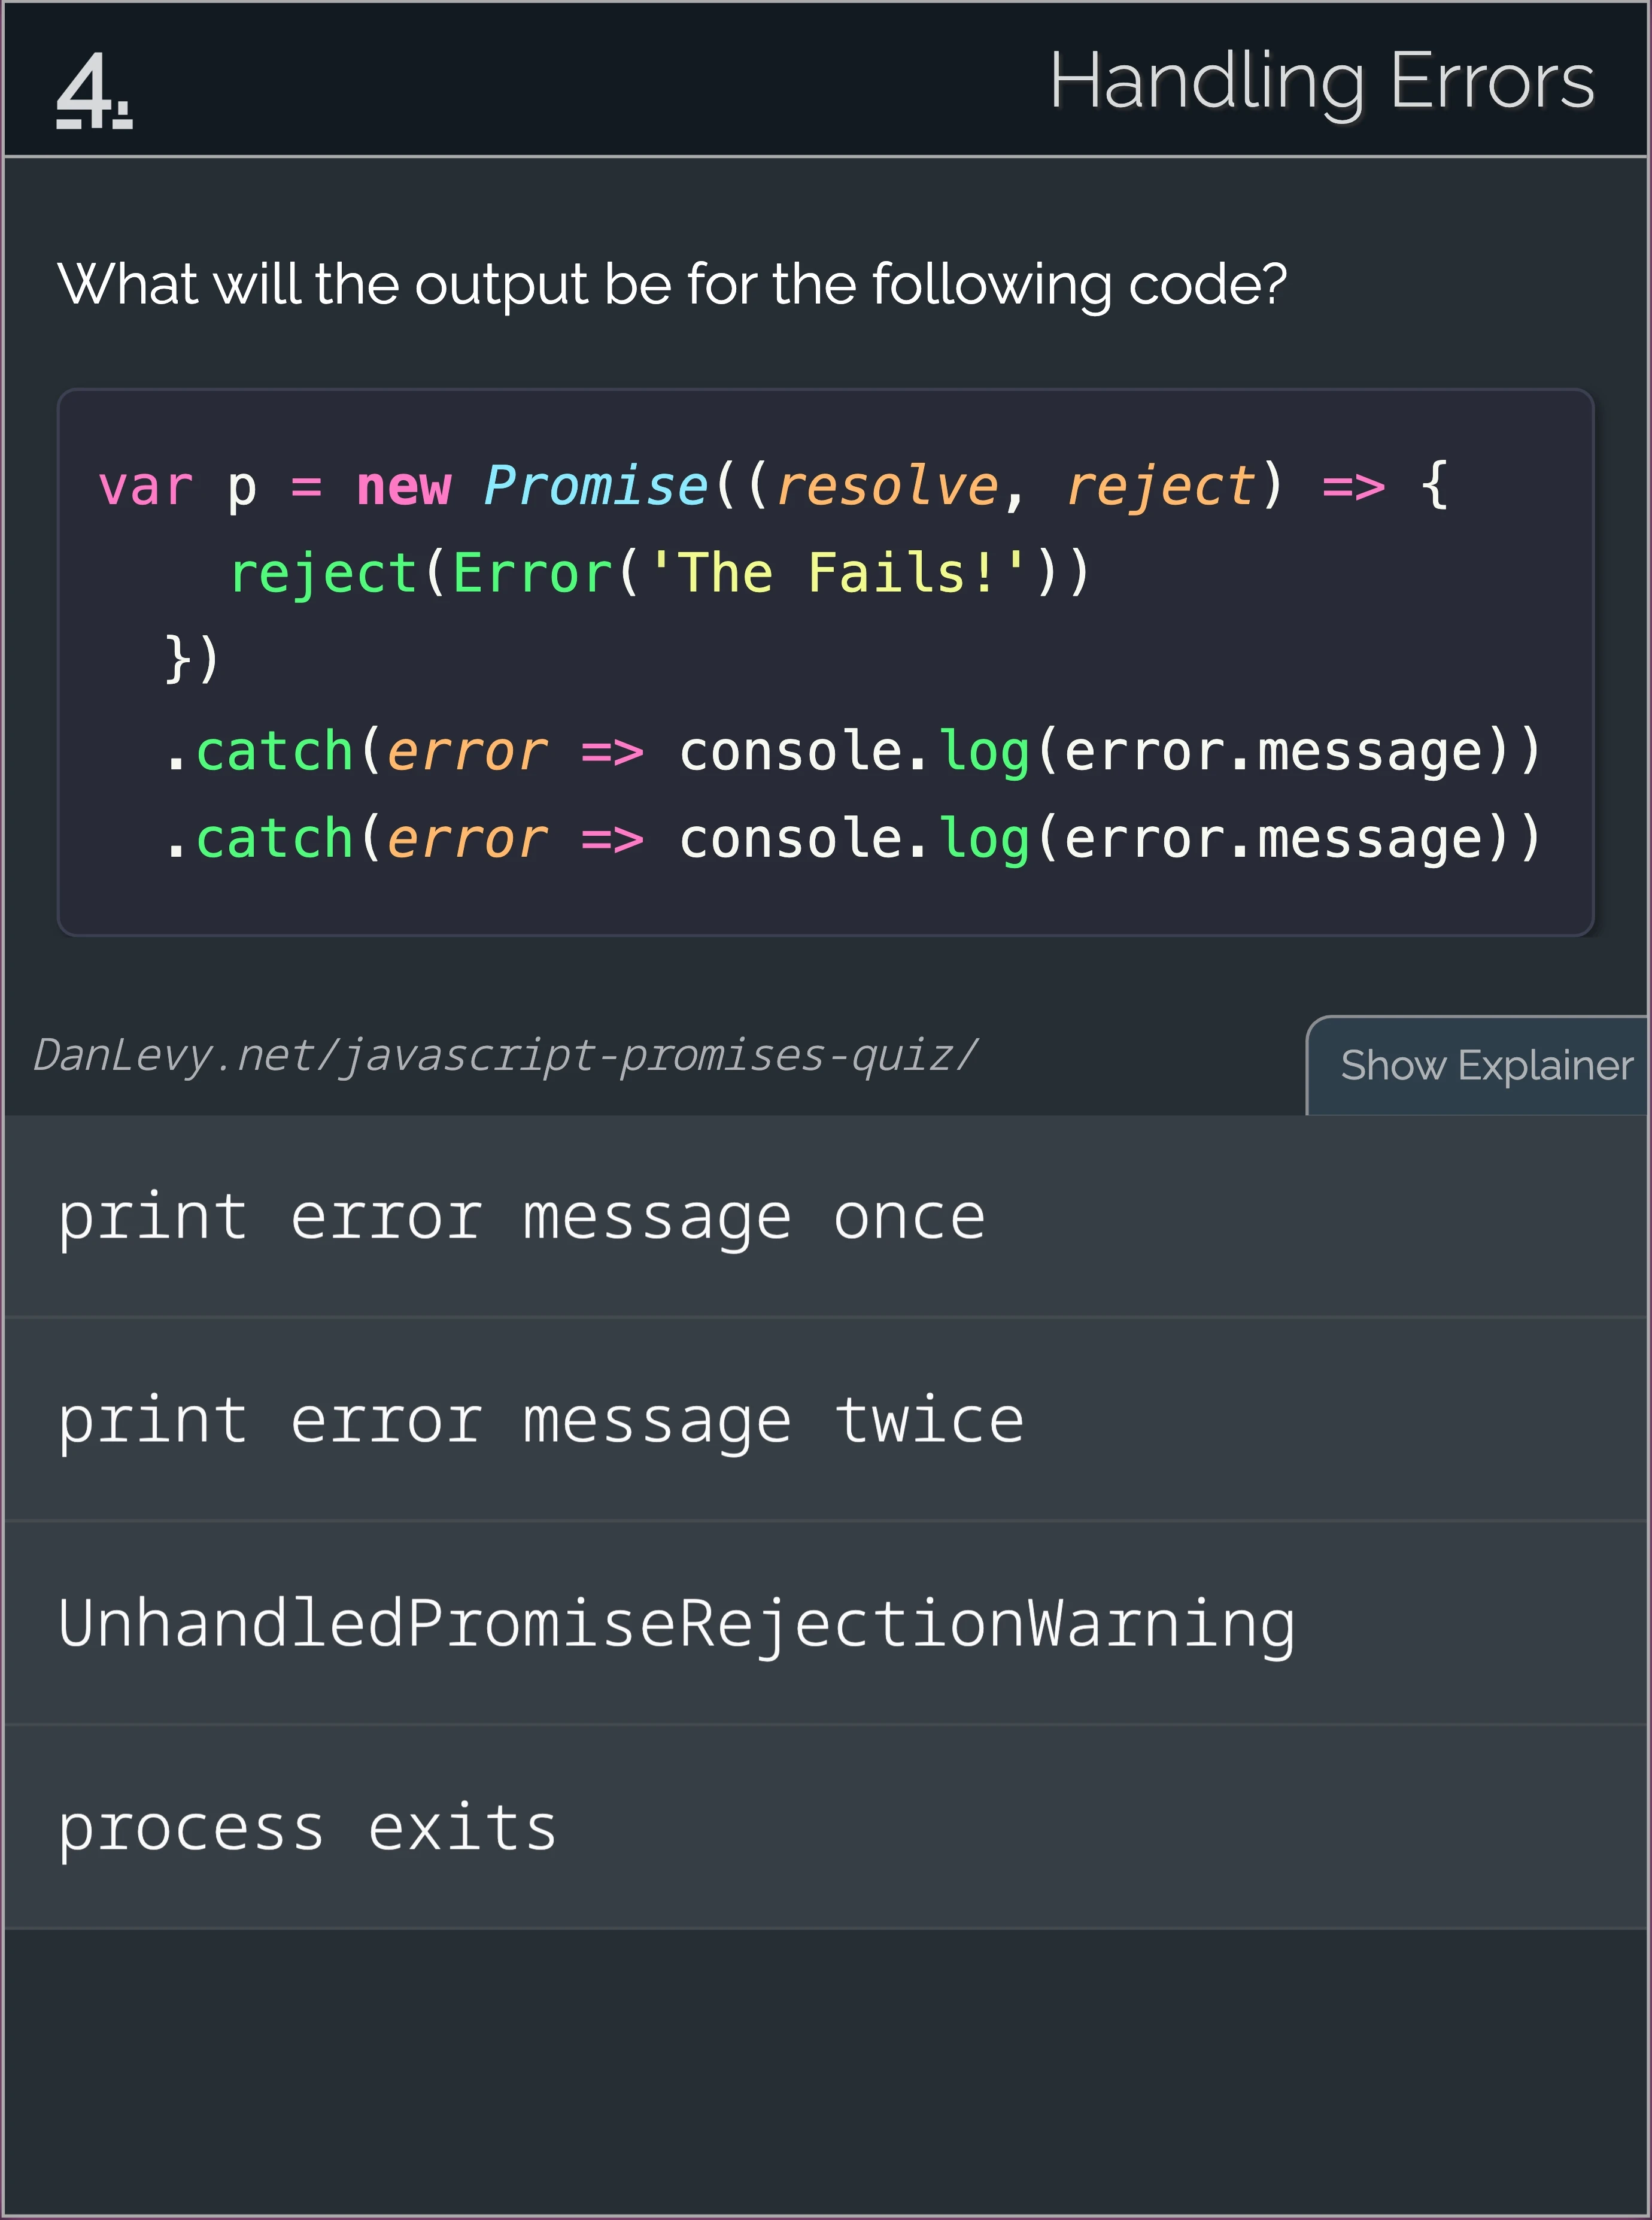 4.
Handling Errors
What will the output be for the following code?
var p = new Promise((resolve, reject) => {
    reject(Error('The Fails!'))
  })
  .catch(error => console.log(error.message))
  .catch(error => console.log(error.message))
DanLevy.net/javascript-promises-quiz/
Show Explainer
print error message once
print error message twice
UnhandledPromiseRejectionWarning
process exits